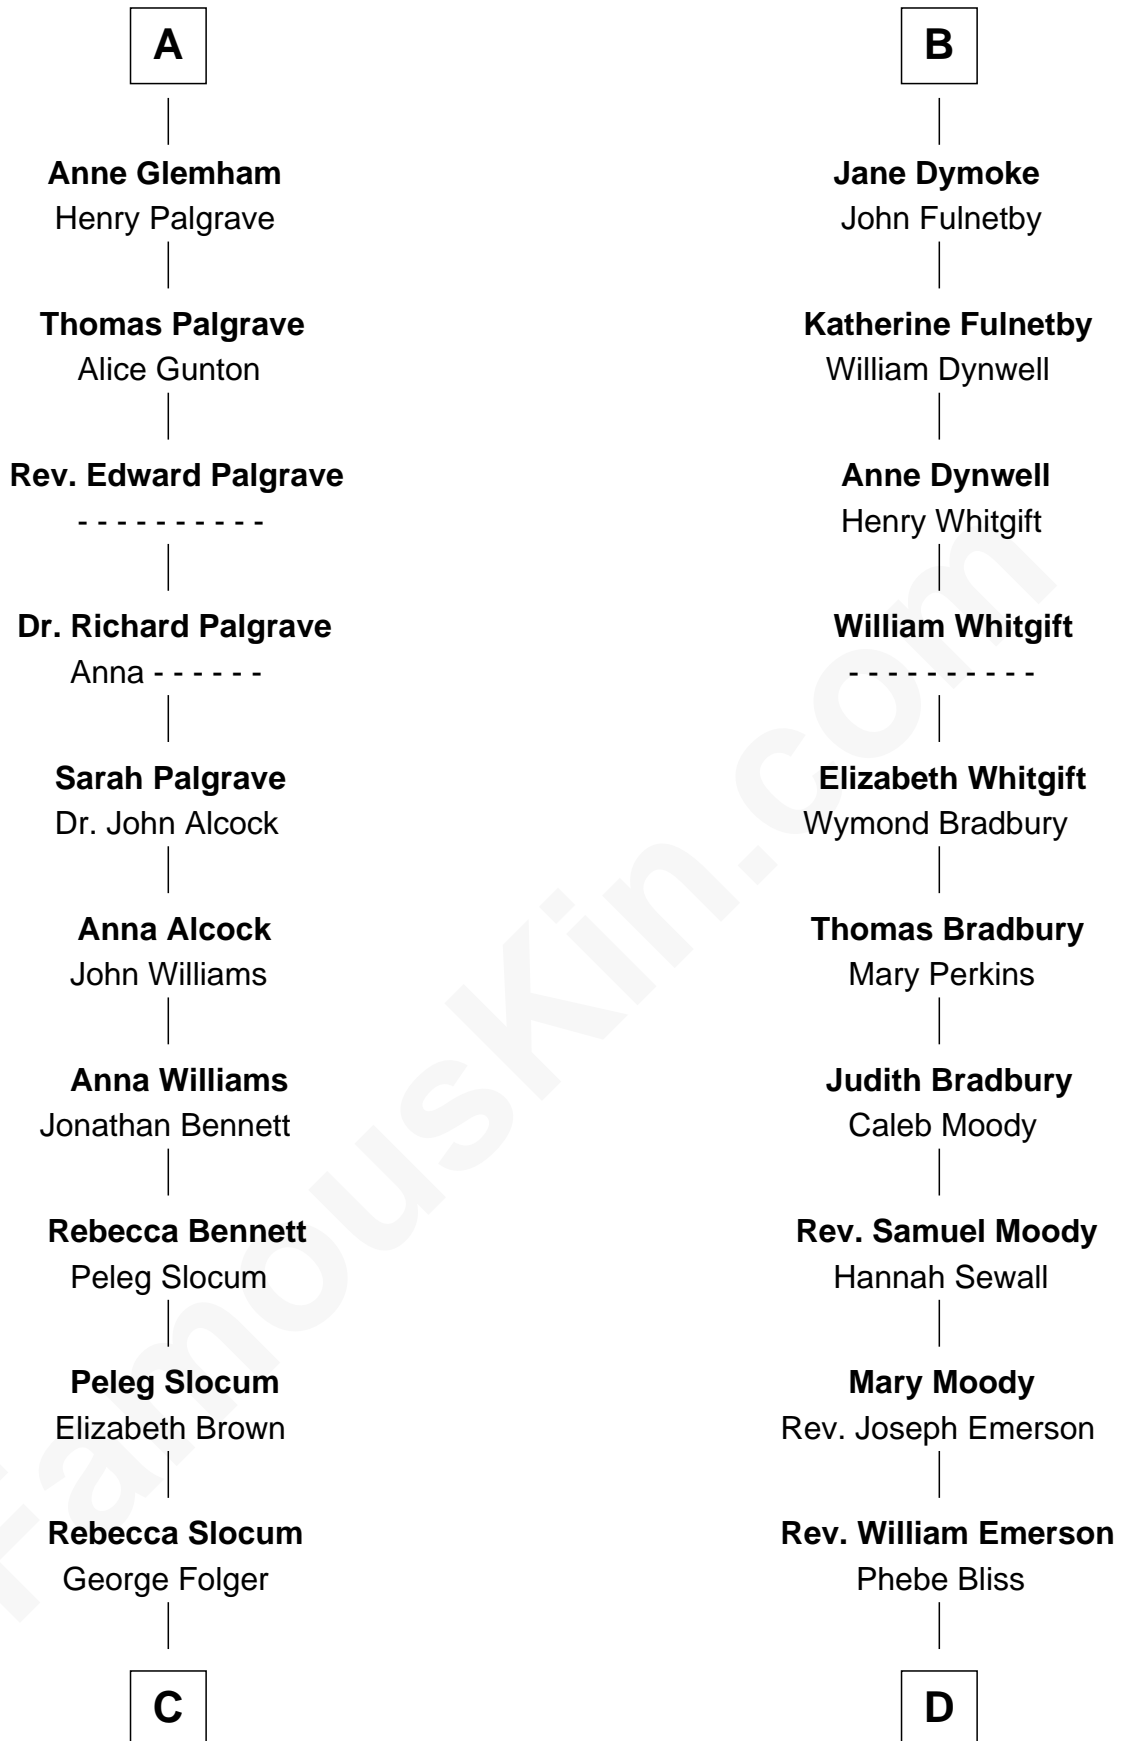 A
Anne Glemham
Henry Palgrave
Thomas Palgrave
Alice Gunton
Rev. Edward Palgrave
- - - - - - - - - -
Dr. Richard Palgrave
Anna - - - - - -
Sarah Palgrave
Dr. John Alcock
Anna Alcock
John Williams
Anna Williams
Jonathan Bennett
Rebecca Bennett
Peleg Slocum
Peleg Slocum
Elizabeth Brown
Rebecca Slocum
George Folger
C
B
Jane Dymoke
John Fulnetby
Katherine Fulnetby
William Dynwell
Anne Dynwell
Henry Whitgift
William Whitgift
- - - - - - - - - -
Elizabeth Whitgift
Wymond Bradbury
Thomas Bradbury
Mary Perkins
Judith Bradbury
Caleb Moody
Rev. Samuel Moody
Hannah Sewall
Mary Moody
Rev. Joseph Emerson
Rev. William Emerson
Phebe Bliss
D
FamousKin.com